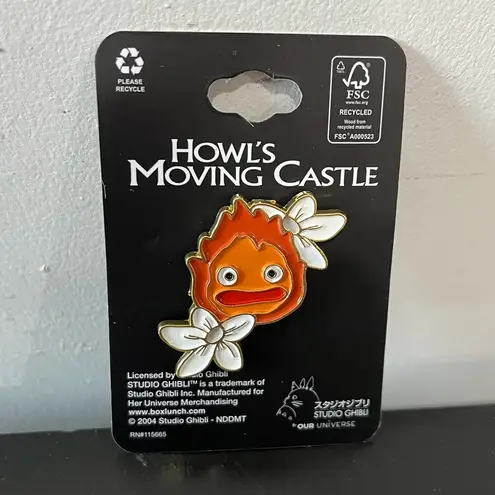 PLEASE
RECYCLE
FSC
www.fsc.org
RECYCLED
Wood from
recycled material
FSC® A000523
HOWL'S
MOVING CASTLE
Licensed by Ghibli
STUDIO GHIBLI™ is a trademark of
Studio Ghibli Inc. Manufactured for
Her Universe Merchandising
www.boxlunch.com
© 2004 Studio Ghibli - NDDMT
RN#115665
スタジオジブリ
STUDIO GHIBLI
OUR UNIVERSE